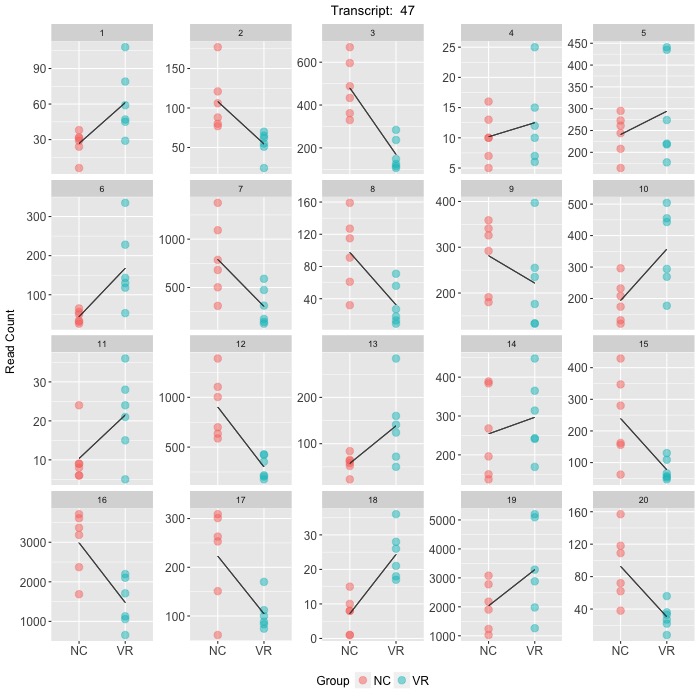 Transcript: 47
1 2 3 4 5
90 150 600 25 450
60 100 400 20 400
30 50 200 15 350
10 300
5 250
200
6 7 8 9 10
300 1000 160 400 500
200 500 120 300 400
100 80 200 300
40 200
Read Count
11 12 13 14 15
30 1000 200 400 400
20 500 100 300 300
10 200 200
100
16 17 18 19 20
3000 300 30 5000 160
2000 200 20 4000 120
1000 100 10 3000 80
0 2000 40
1000
NC VR NC VR NC VR NC VR NC VR
Group NC VR